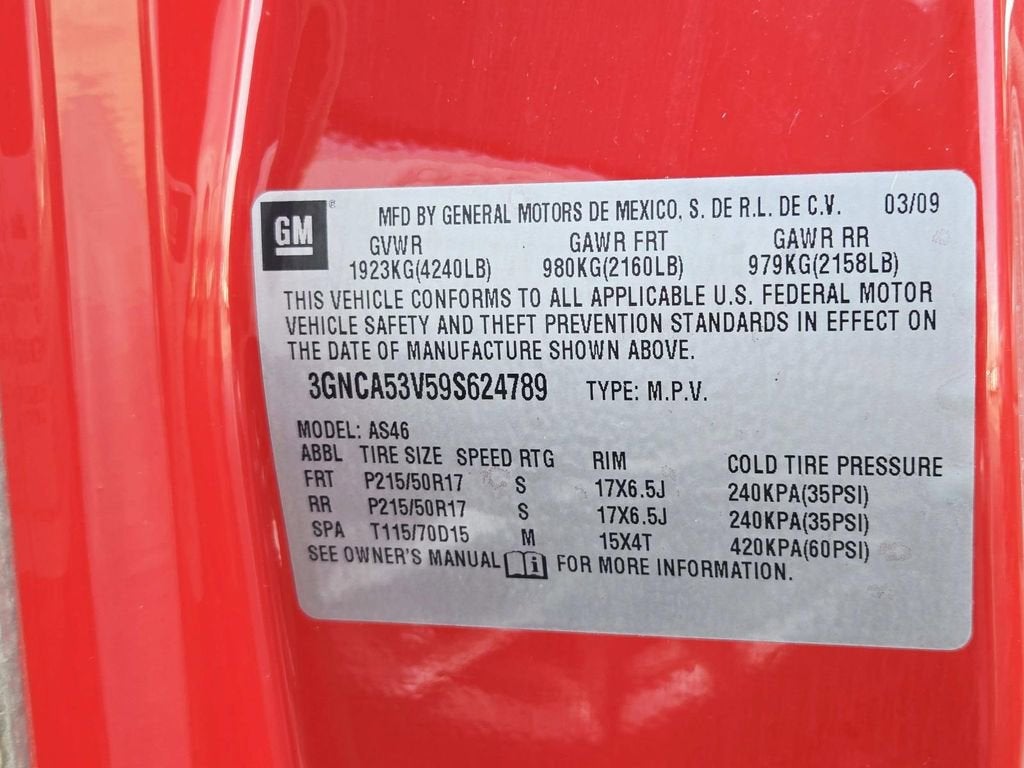 GM ® MFD BY GENERAL MOTORS DE MEXICO, S. DE R.L. DE C.V. 03/09
GVWR GAWR FRT GAWR RR
1923KG(4240LB) 980KG(2160LB) 979KG(2158LB)
THIS VEHICLE CONFORMS TO ALL APPLICABLE U.S. FEDERAL MOTOR
VEHICLE SAFETY AND THEFT PREVENTION STANDARDS IN EFFECT ON
THE DATE OF MANUFACTURE SHOWN ABOVE.
3GNCA53V59S624789 TYPE: M.P.V.
MODEL: AS46
ABBL TIRE SIZE SPEED RTG RIM COLD TIRE PRESSURE
FRT P215/50R17 S 17X6.5J 240KPA(35PSI)
RR P215/50R17 S 17X6.5J 240KPA(35PSI)
SPA T115/70D15 M 15X4T 420KPA(60PSI)
SEE OWNER'S MANUAL i FOR MORE INFORMATION.